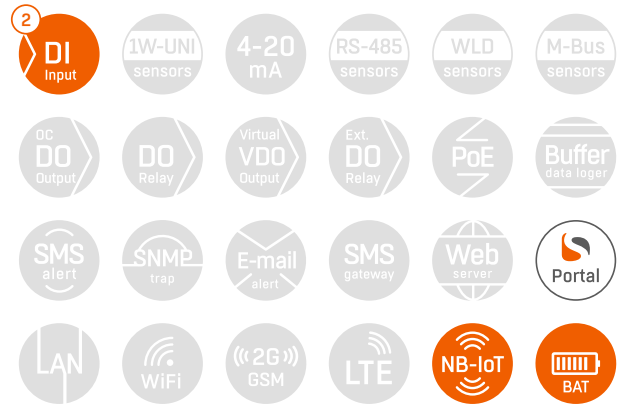 2
DI
Input
1W-UNI
sensors
4-20
mA
RS-485
sensors
WLD
sensors
M-Bus
sensors
OC
DO
Output
DO
Relay
Virtual
VDO
Output
Ext.
DO
Relay
PoE
Buffer
data loger
SMS
alert
SNMP
trap
E-mail
alert
SMS
gateway
Web
server
Portal
LAN
WiFi
2G
GSM
LTE
NB-IoT
BAT